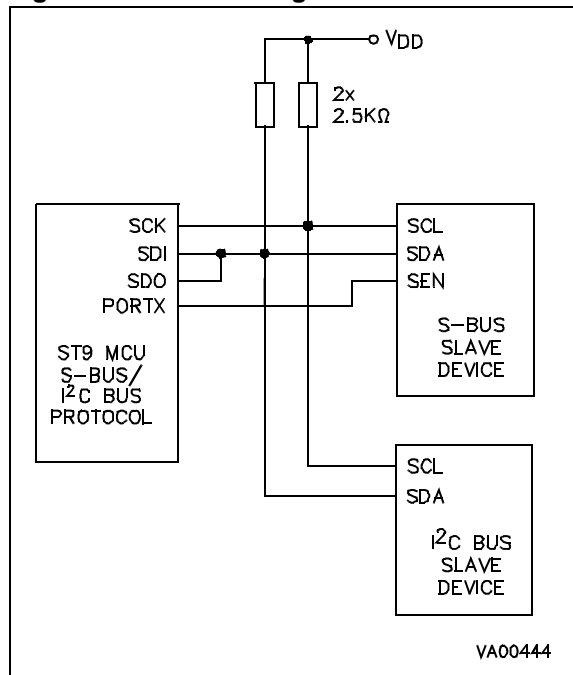 VDD
2x
2.5KΩ
SCK
SDI
SDO
PORTX
ST9 MCU
S-BUS/
I2C BUS
PROTOCOL
SCL
SDA
SEN
S-BUS
SLAVE
DEVICE
SCL
SDA
I2C BUS
SLAVE
DEVICE
VA00444